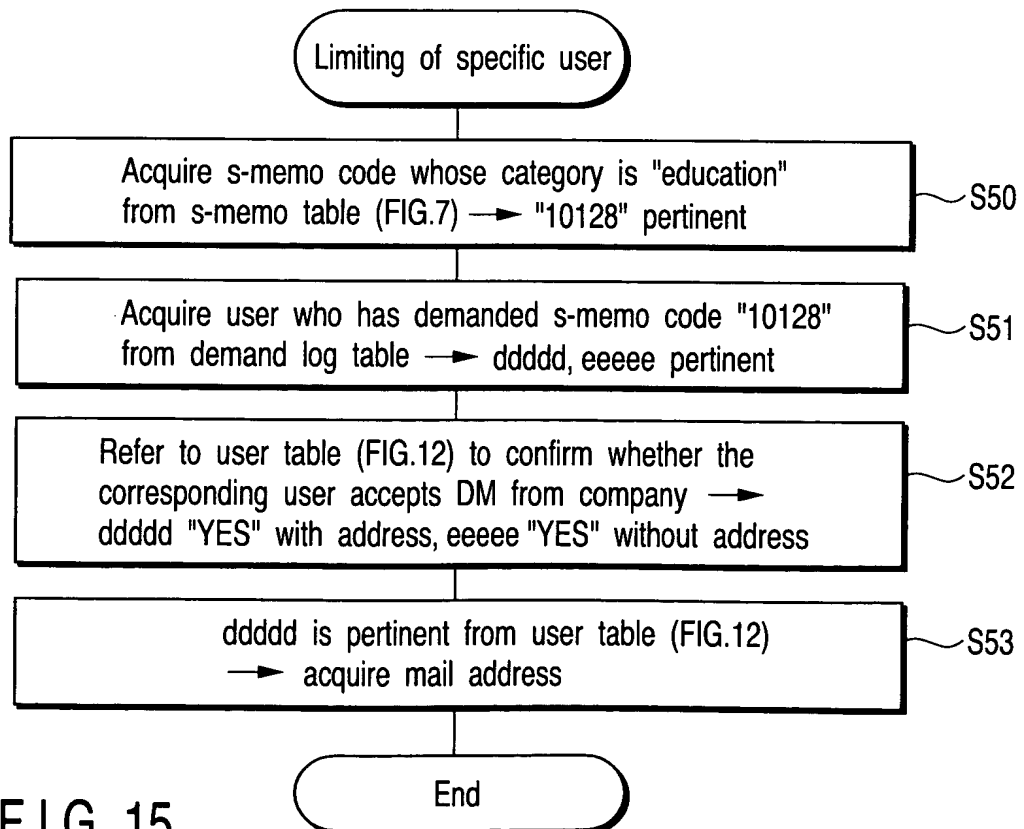 Limiting of specific user
Acquire s-memo code whose category is "education"
from s-memo table (FIG.7) → "10128" pertinent
S50
Acquire user who has demanded s-memo code "10128"
from demand log table → ddddd, eeeee pertinent
S51
Refer to user table (FIG.12) to confirm whether the
corresponding user accepts DM from company →
ddddd "YES" with address, eeeee "YES" without address
S52
ddddd is pertinent from user table (FIG.12)
→ acquire mail address
S53
End
FIG. 15